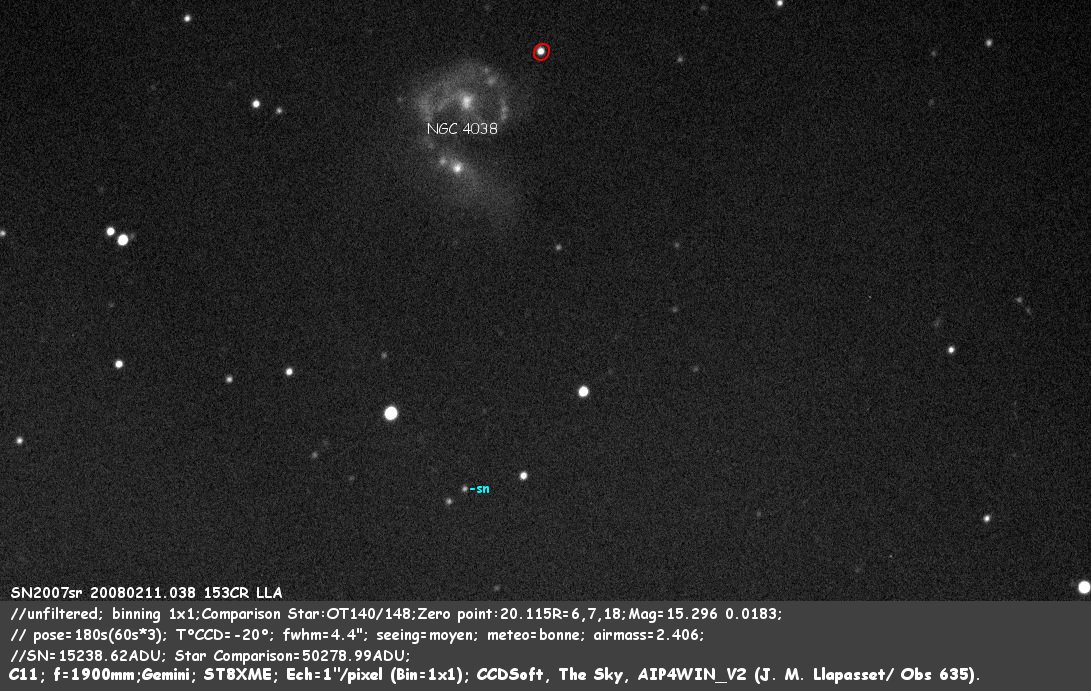 NGC 4038
-sn
SN2007sr 20080211.038 153CR LLA
//unfiltered; binning 1x1;Comparison Star:OT140/148;Zero point:20.115R=6,7,18;Mag=15.296 0.0183;
// pose=180s(60s*3); T°CCD=-20°; fwhm=4.4"; seeing=moyen; meteo=bonne; airmass=2.406;
//SN=15238.62ADU; Star Comparison=50278.99ADU;
C11; f=1900mm;Gemini; ST8XME; Ech=1"/pixel (Bin=1x1); CCDSoft, The Sky, AIP4WIN_V2 (J. M. Llapasset/ Obs 635).